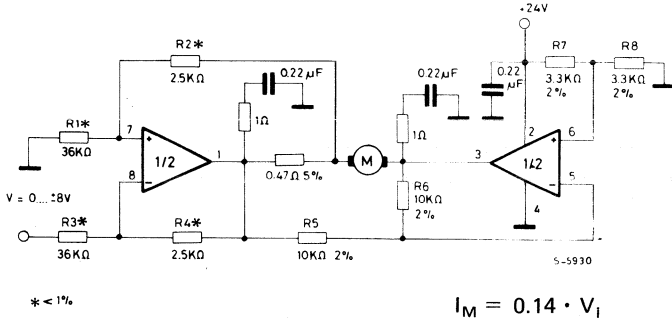 +24V
R2*
2.5KΩ
0.22µF
0.22µF
0.22
µF
R7
3.3KΩ
2%
R8
3.3KΩ
2%
R1*
36KΩ
7
+
1/2
1
8
−
1Ω
0.47Ω 5%
M
1Ω
3
2
6
+
1/2
5
−
4
R6
10KΩ
2%
V = 0....±8V
R3*
36KΩ
R4*
2.5KΩ
R5
10KΩ 2%
S-5930
*<1%
I_M = 0.14 · V_i